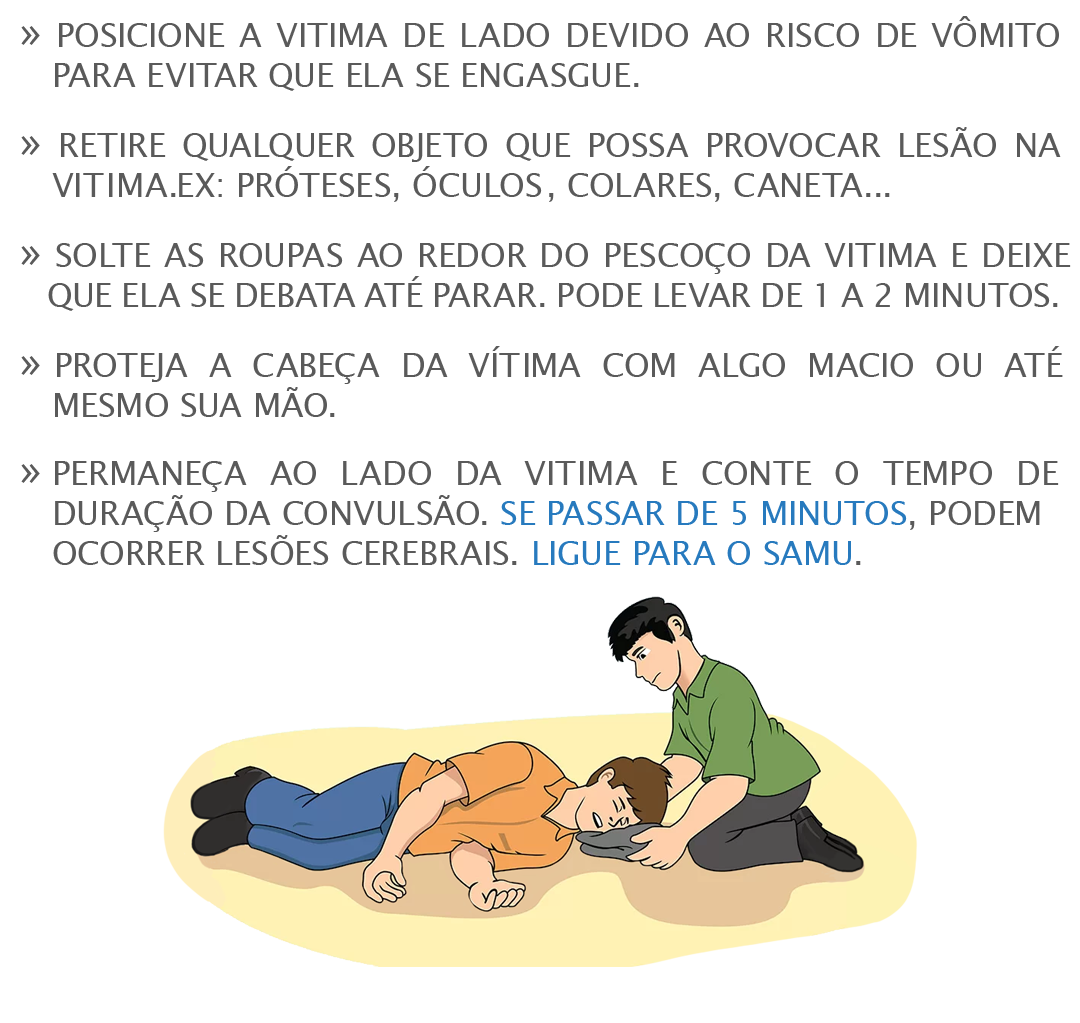 » POSICIONE A VITIMA DE LADO DEVIDO AO RISCO DE VÔMITO
PARA EVITAR QUE ELA SE ENGASGUE.
» RETIRE QUALQUER OBJETO QUE POSSA PROVOCAR LESÃO NA
VITIMA.EX: PRÓTESES, ÓCULOS, COLARES, CANETA...
» SOLTE AS ROUPAS AO REDOR DO PESCOÇO DA VITIMA E DEIXE
QUE ELA SE DEBATA ATÉ PARAR. PODE LEVAR DE 1 A 2 MINUTOS.
» PROTEJA A CABEÇA DA VÍTIMA COM ALGO MACIO OU ATÉ
MESMO SUA MÃO.
» PERMANEÇA AO LADO DA VITIMA E CONTE O TEMPO DE
DURAÇÃO DA CONVULSÃO. SE PASSAR DE 5 MINUTOS, PODEM
OCORRER LESÕES CEREBRAIS. LIGUE PARA O SAMU.